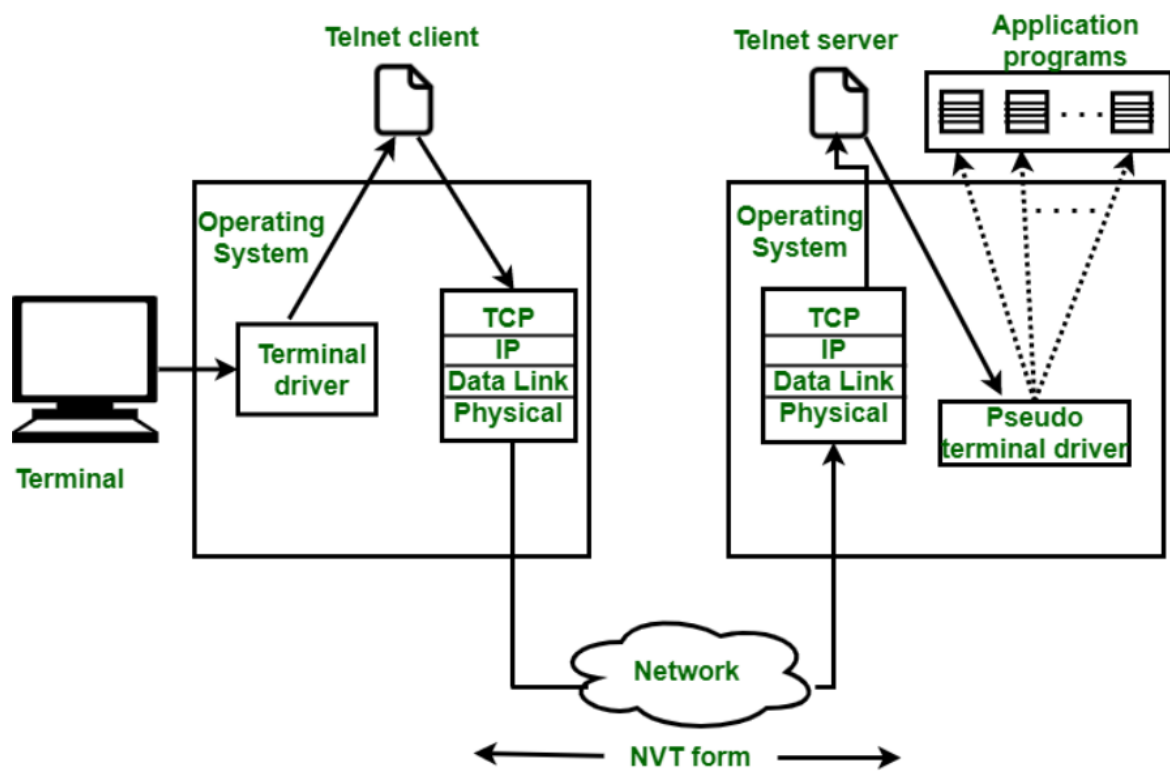 Telnet client
Telnet server
Application
programs
Operating
System
Operating
System
TCP
IP
Data Link
Physical
TCP
IP
Data Link
Physical
Terminal
driver
Pseudo
terminal driver
Terminal
Network
NVT form